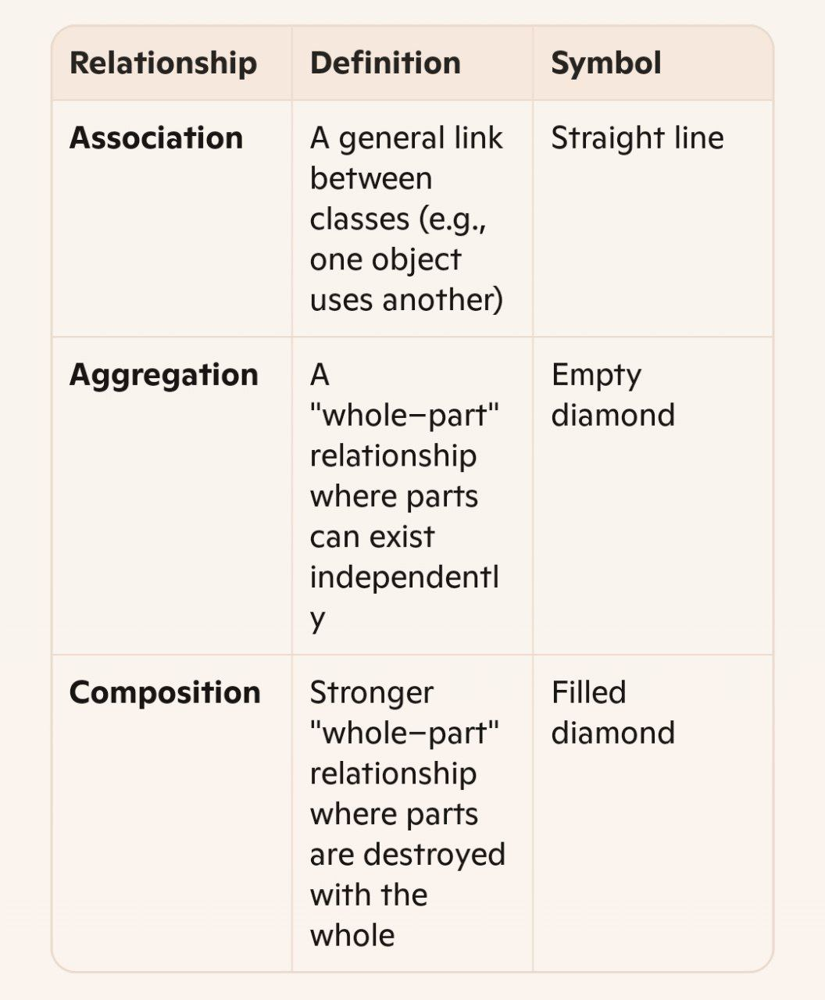 Relationship Definition Symbol
Association A general link Straight line
between
classes (e.g.,
one object
uses another)
Aggregation A Empty
"whole–part" diamond
relationship
where parts
can exist
independentl
y
Composition Stronger Filled
"whole–part" diamond
relationship
where parts
are destroyed
with the
whole